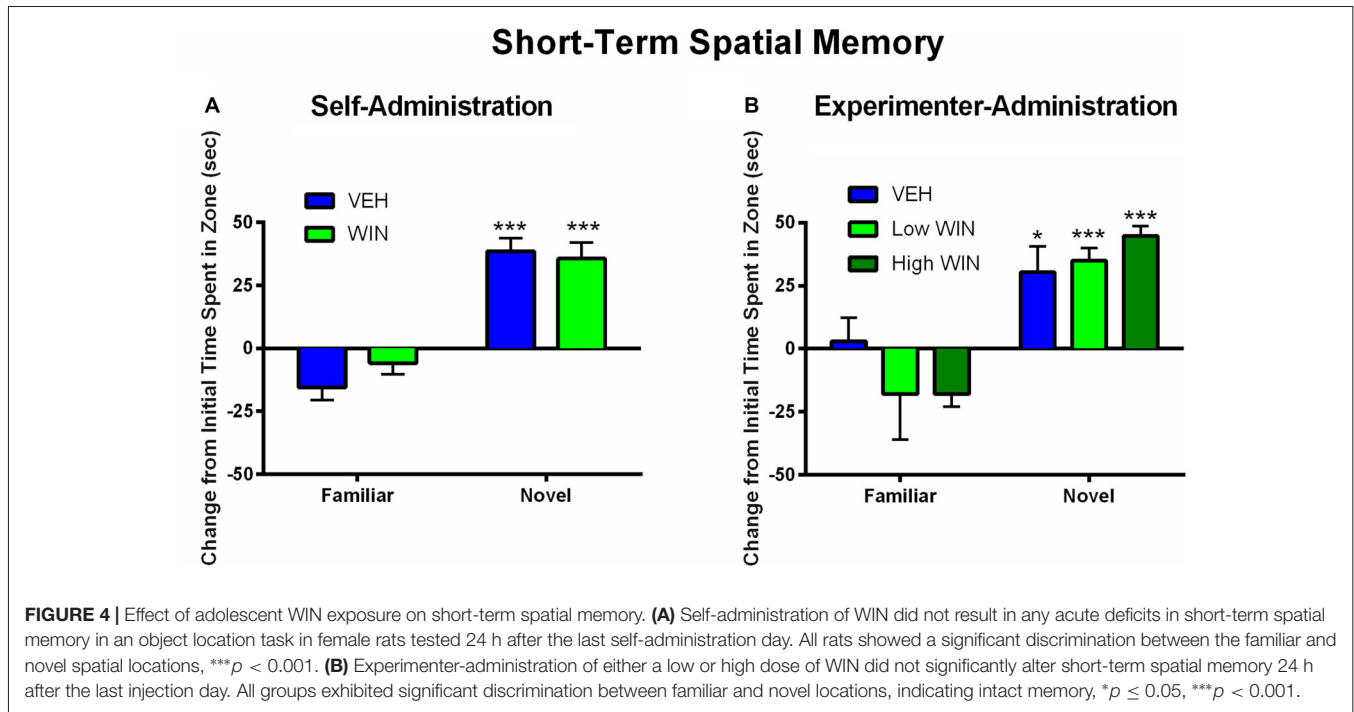 Short-Term Spatial Memory
A Self-Administration
Change from Initial Time Spent in Zone (sec)
VEH
WIN
50
25
0
-25
-50
*** ***
Familiar Novel
B Experimenter-Administration
Change from Initial Time Spent in Zone (sec)
VEH
Low WIN
High WIN
50
25
0
-25
-50
* *** ***
Familiar Novel
FIGURE 4 | Effect of adolescent WIN exposure on short-term spatial memory. (A) Self-administration of WIN did not result in any acute deficits in short-term spatial
memory in an object location task in female rats tested 24 h after the last self-administration day. All rats showed a significant discrimination between the familiar and
novel spatial locations, ***p < 0.001. (B) Experimenter-administration of either a low or high dose of WIN did not significantly alter short-term spatial memory 24 h
after the last injection day. All groups exhibited significant discrimination between familiar and novel locations, indicating intact memory, *p ≤ 0.05, ***p < 0.001.